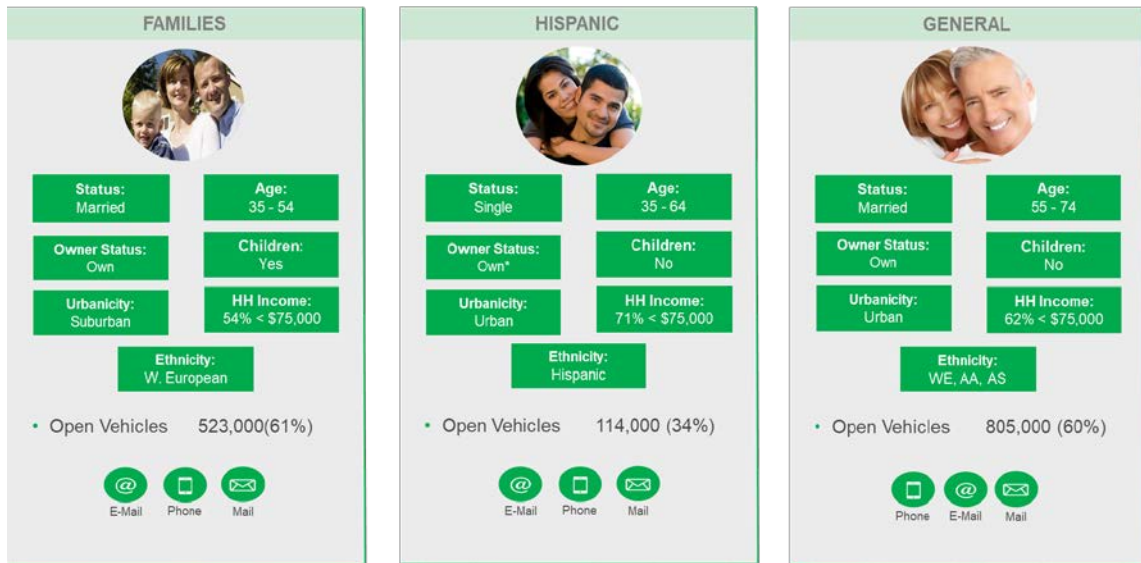 FAMILIES
Status:
Married
Age:
35 - 54
Owner Status:
Own
Children:
Yes
Urbanicity:
Suburban
HH Income:
54% < $75,000
Ethnicity:
W. European
• Open Vehicles 523,000(61%)
@
E-Mail Phone Mail
HISPANIC
Status:
Single
Age:
35 - 64
Owner Status:
Own*
Children:
No
Urbanicity:
Urban
HH Income:
71% < $75,000
Ethnicity:
Hispanic
• Open Vehicles 114,000 (34%)
@
E-Mail Phone Mail
GENERAL
Status:
Married
Age:
55 - 74
Owner Status:
Own
Children:
No
Urbanicity:
Urban
HH Income:
62% < $75,000
Ethnicity:
WE, AA, AS
• Open Vehicles 805,000 (60%)
@
Phone E-Mail Mail